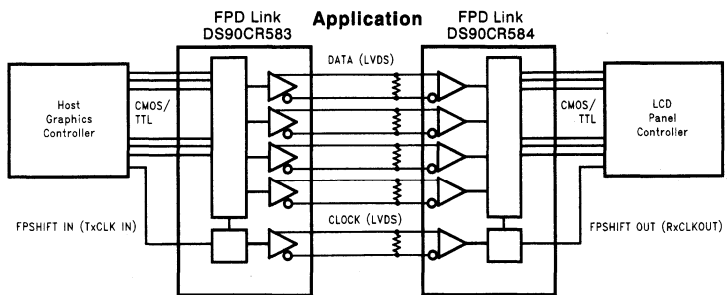 Application
FPD Link
DS90CR583
FPD Link
DS90CR584
DATA (LVDS)
Host
Graphics
Controller
CMOS/
TTL
CMOS/
TTL
LCD
Panel
Controller
FPSHIFT IN (TxCLK IN)
CLOCK (LVDS)
FPSHIFT OUT (RxCLKOUT)